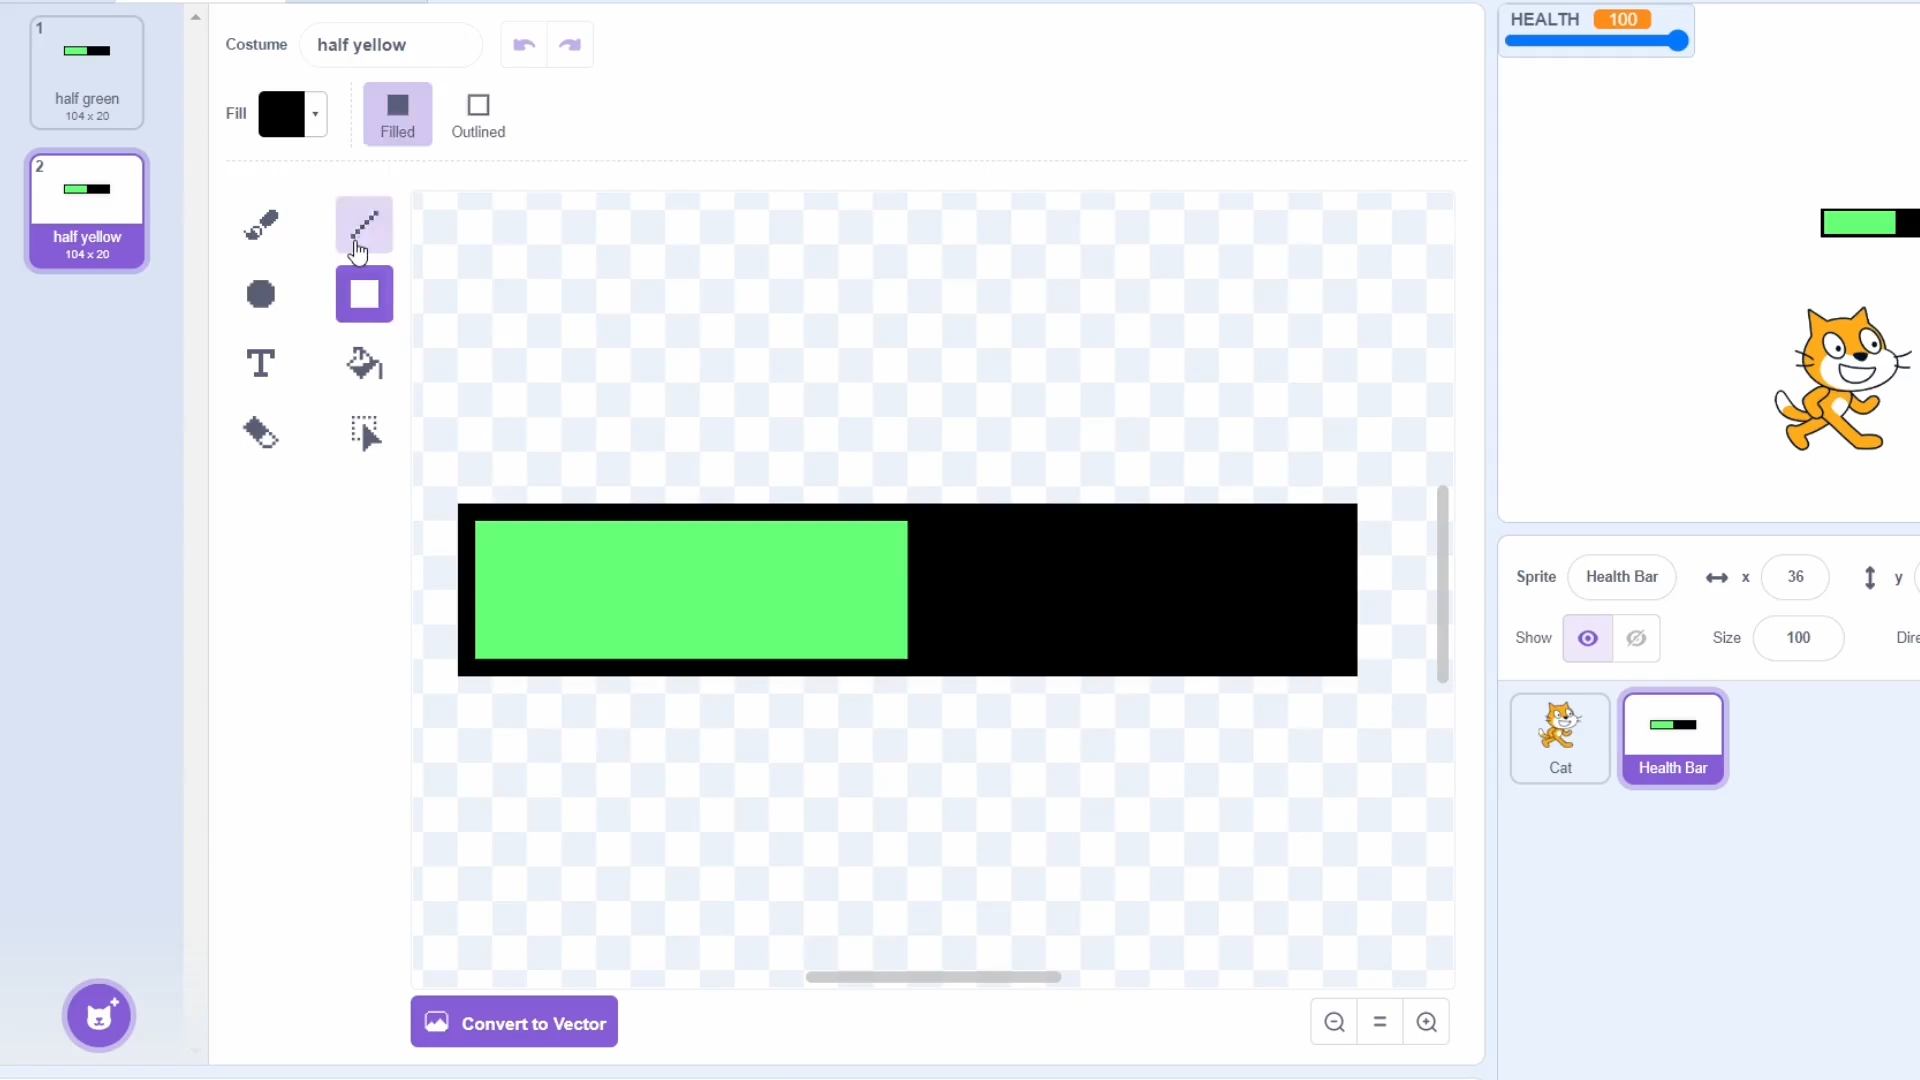 1
half green
104 x 20
2
half yellow
104 x 20
Costume
half yellow
Fill
Filled
Outlined
T
Convert to Vector
HEALTH 100
Sprite
Health Bar
x
36
y
Show
Size
100
Dire
Cat
Health Bar